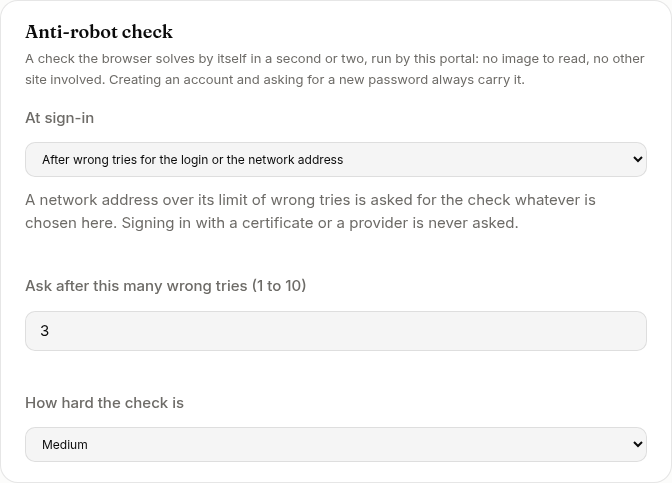 Anti-robot check
A check the browser solves by itself in a second or two, run by this portal: no image to read, no other
site involved. Creating an account and asking for a new password always carry it.
At sign-in
After wrong tries for the login or the network address
A network address over its limit of wrong tries is asked for the check whatever is
chosen here. Signing in with a certificate or a provider is never asked.
Ask after this many wrong tries (1 to 10)
3
How hard the check is
Medium